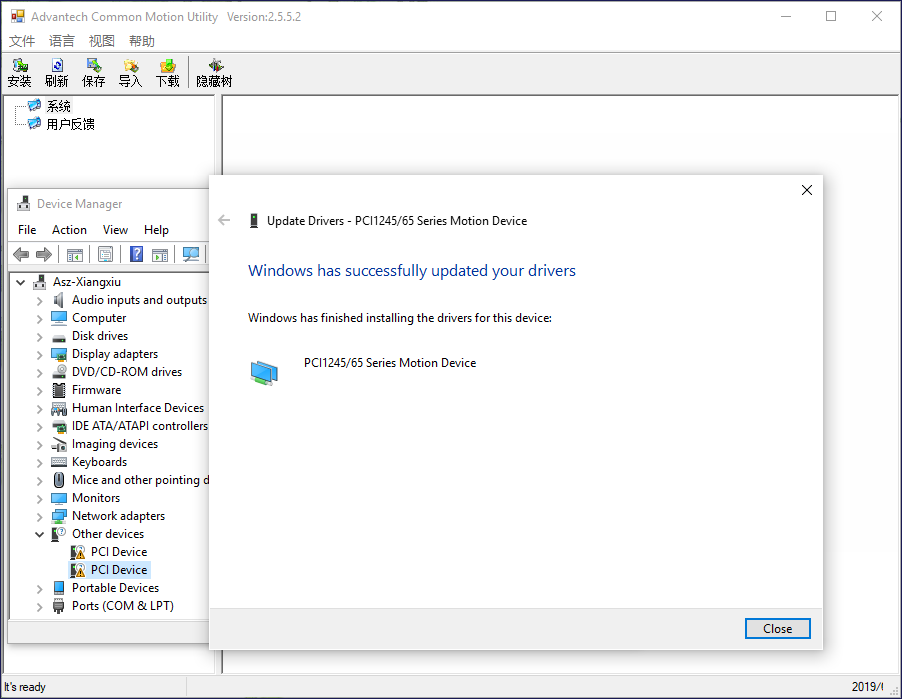 Advantech Common Motion Utility Version:2.5.5.2
文件 语言 视图 帮助
安装 刷新 保存 导入 下载 隐藏树
系统
用户反馈
Device Manager
File Action View Help
Asz-Xiangxiu
Audio inputs and outputs
Computer
Disk drives
Display adapters
DVD/CD-ROM drives
Firmware
Human Interface Devices
IDE ATA/ATAPI controllers
Imaging devices
Keyboards
Mice and other pointing d
Monitors
Network adapters
Other devices
PCI Device
PCI Device
Portable Devices
Ports (COM & LPT)
Update Drivers - PCI1245/65 Series Motion Device
Windows has successfully updated your drivers
Windows has finished installing the drivers for this device:
PCI1245/65 Series Motion Device
Close
It's ready
2019/